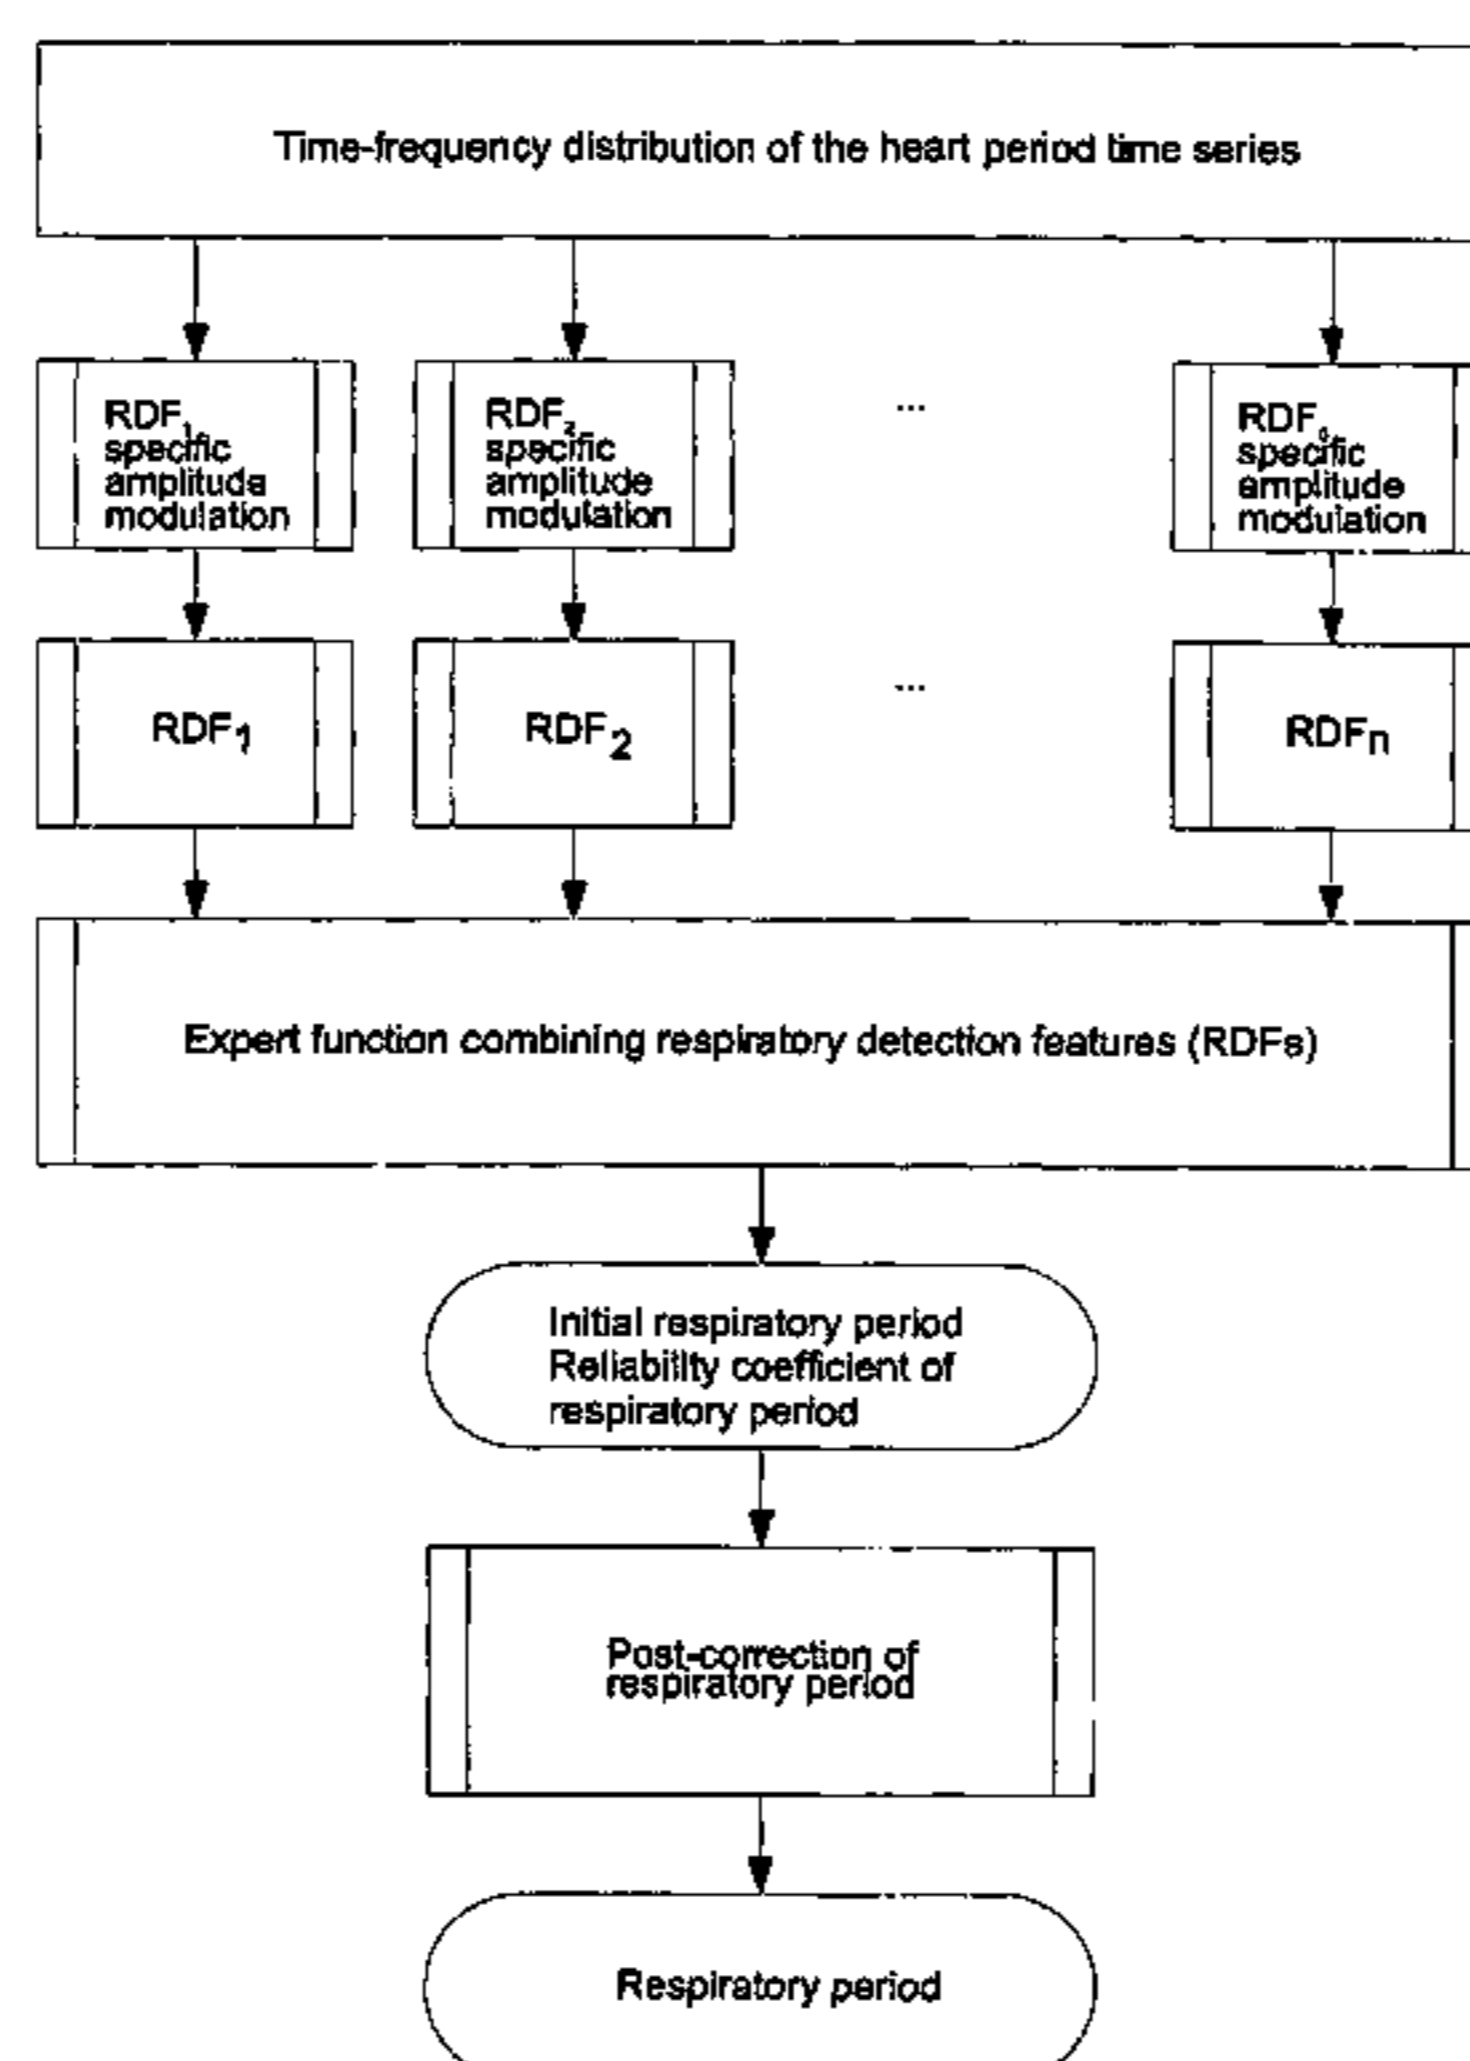 Time-frequency distribution of the heart period time series
RDF₁
specific
amplitude
modulation
RDF₂
specific
amplitude
modulation
...
RDF
specific
amplitude
modulation
RDF₁
RDF₂
...
RDFn
Expert function combining respiratory detection features (RDFs)
Initial respiratory period
Reliability coefficient of
respiratory period
Post-correction of
respiratory period
Respiratory period